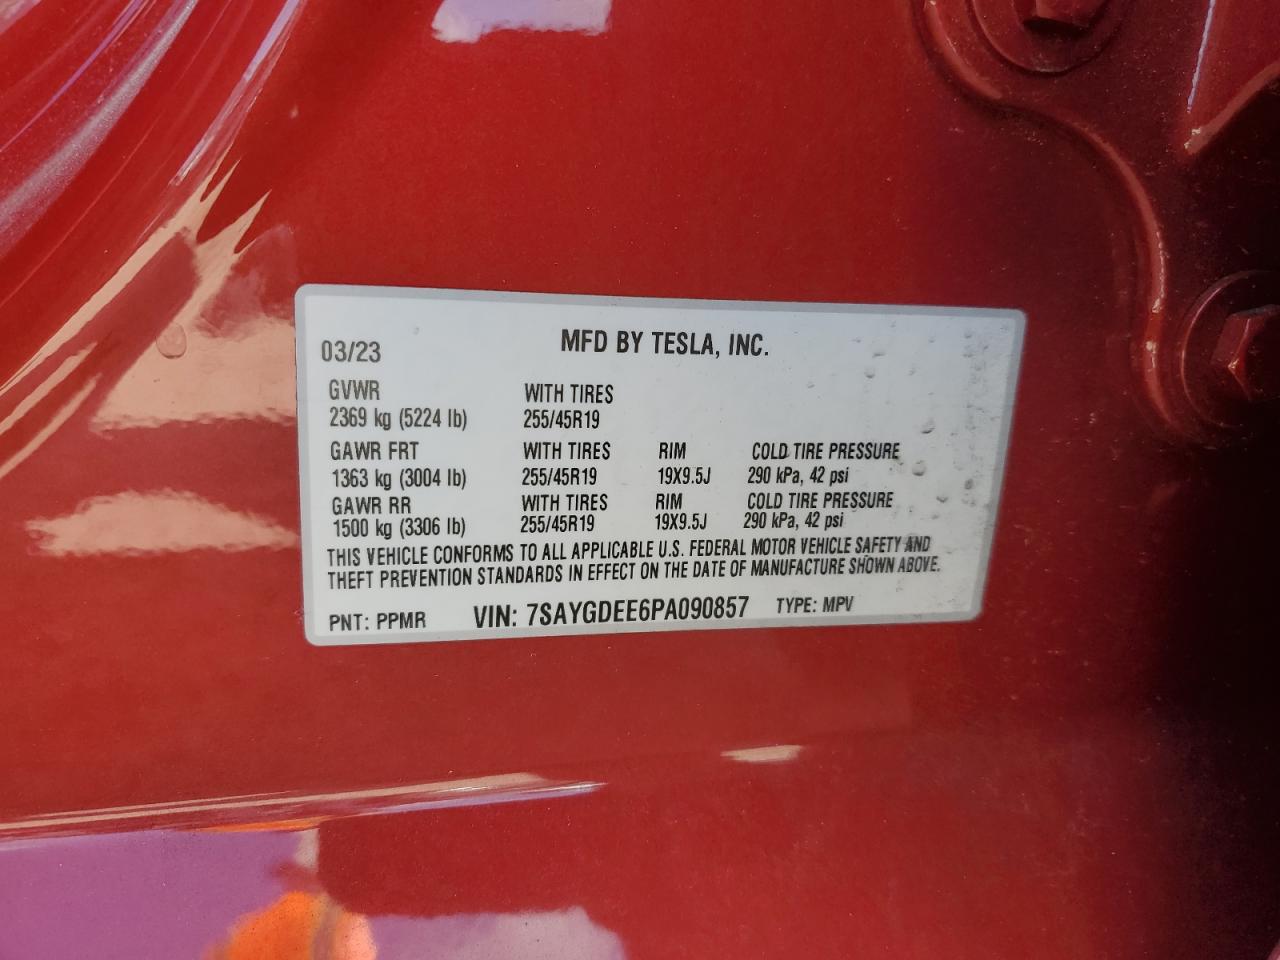 MFD BY TESLA, INC.
03/23
GVWR WITH TIRES
2369 kg (5224 lb) 255/45R19
GAWR FRT WITH TIRES RIM COLD TIRE PRESSURE
1363 kg (3004 lb) 255/45R19 19X9.5J 290 kPa, 42 psi
GAWR RR WITH TIRES RIM COLD TIRE PRESSURE
1500 kg (3306 lb) 255/45R19 19X9.5J 290 kPa, 42 psi
THIS VEHICLE CONFORMS TO ALL APPLICABLE U.S. FEDERAL MOTOR VEHICLE SAFETY AND
THEFT PREVENTION STANDARDS IN EFFECT ON THE DATE OF MANUFACTURE SHOWN ABOVE.
PNT: PPMR VIN: 7SAYGDEE6PA090857 TYPE: MPV